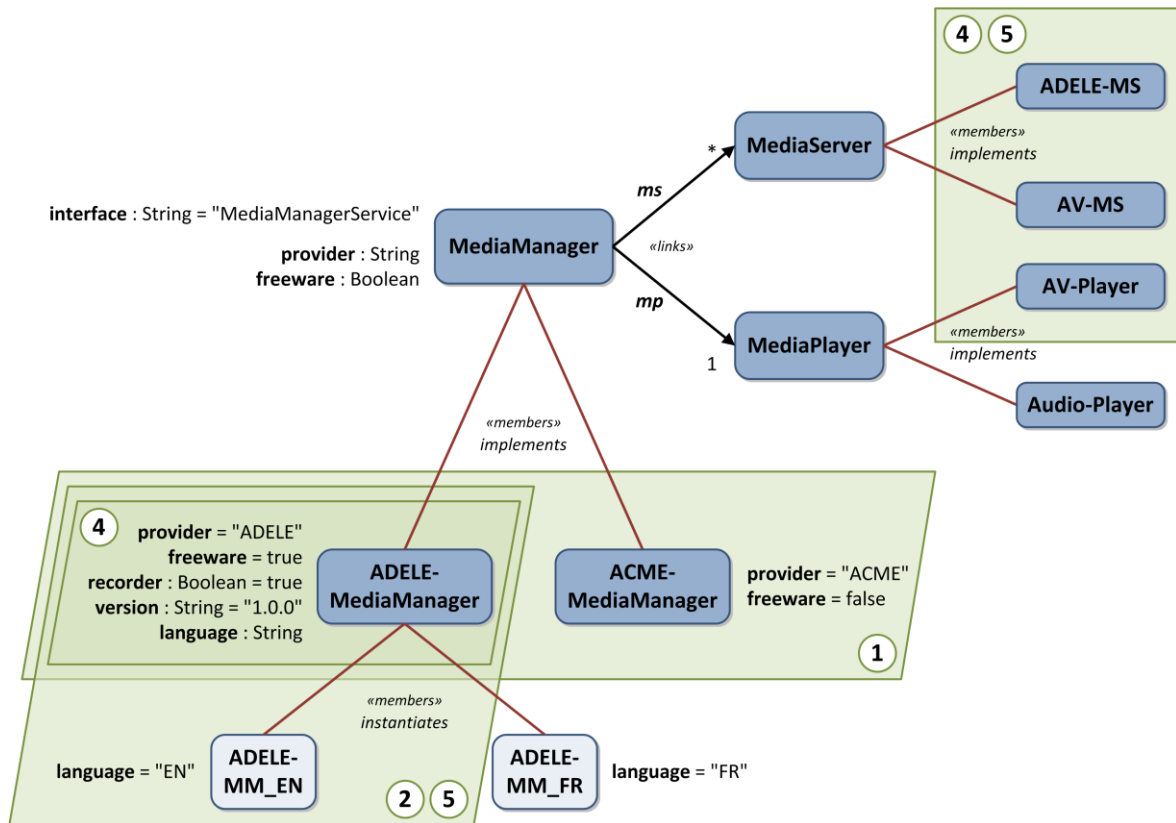 4 5
ADELE-MS
«members»
implements
MediaServer
*
AV-MS
ms
interface : String = "MediaManagerService"
MediaManager
provider : String
freeware : Boolean
«links»
AV-Player
mp
MediaPlayer
«members»
implements
1
Audio-Player
«members»
implements
4
provider = "ADELE"
freeware = true
recorder : Boolean = true
version : String = "1.0.0"
language : String
ADELE-
MediaManager
ACME-
MediaManager
provider = "ACME"
freeware = false
1
«members»
instantiates
language = "EN"
ADELE-
MM_EN
ADELE-
MM_FR
language = "FR"
2 5